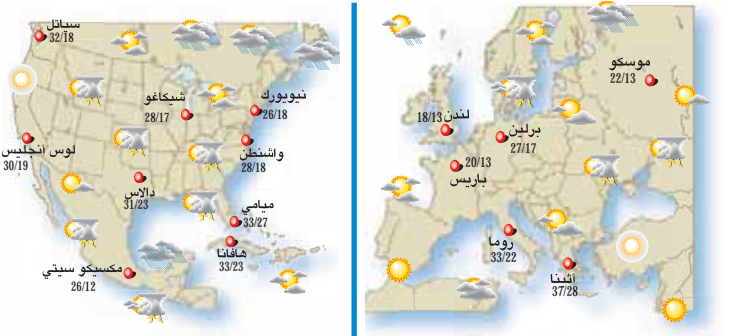 سياتل
32/18
شيكاغو
28/17
نيويورك
26/18
لوس انجليس
30/19
واشنطن
28/18
دالاس
31/23
ميامي
33/27
هافانا
33/23
مكسيكو سيتي
26/12
موسكو
22/13
لندن
18/13
برلين
27/17
20/13
باريس
روما
33/22
أثينا
37/28